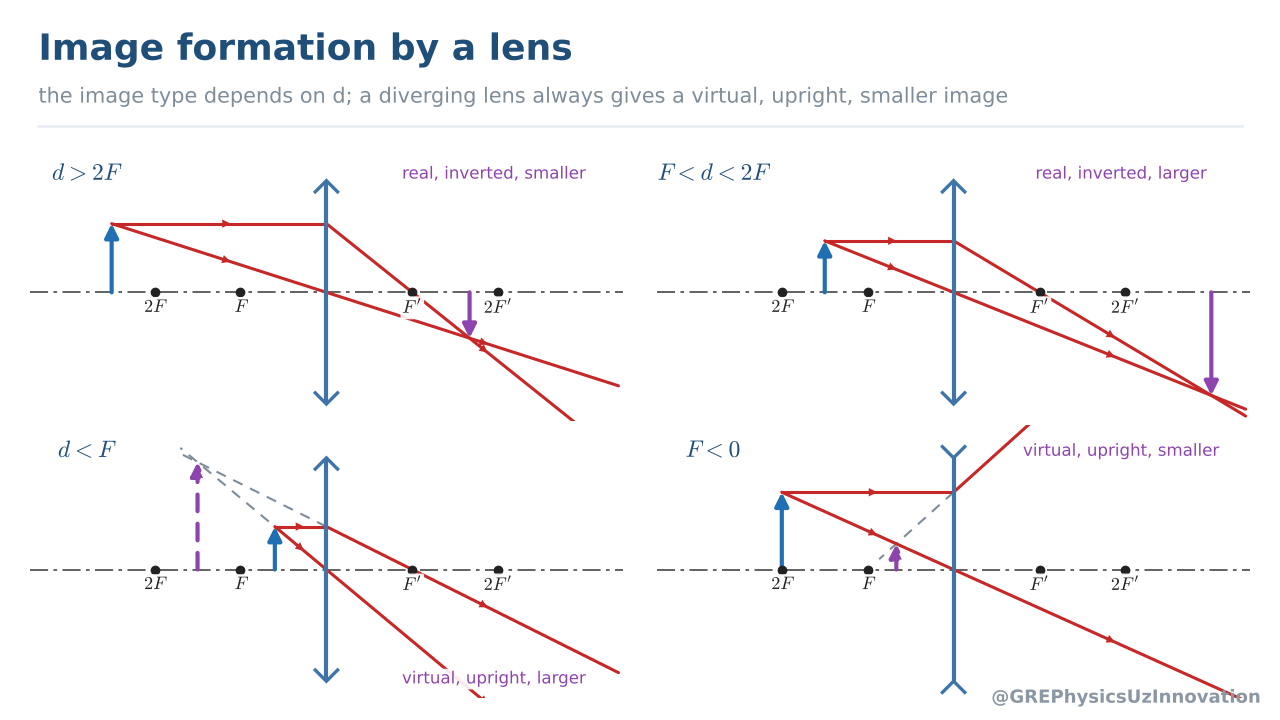 Image formation by a lens
the image type depends on d; a diverging lens always gives a virtual, upright, smaller image
d > 2F
real, inverted, smaller
2F
F
F′
2F′
F < d < 2F
real, inverted, larger
2F
F
F′
2F′
d < F
2F
F
F′
2F′
virtual, upright, larger
F < 0
virtual, upright, smaller
2F
F
F′
2F′
@GREPhysicsUzInnovation